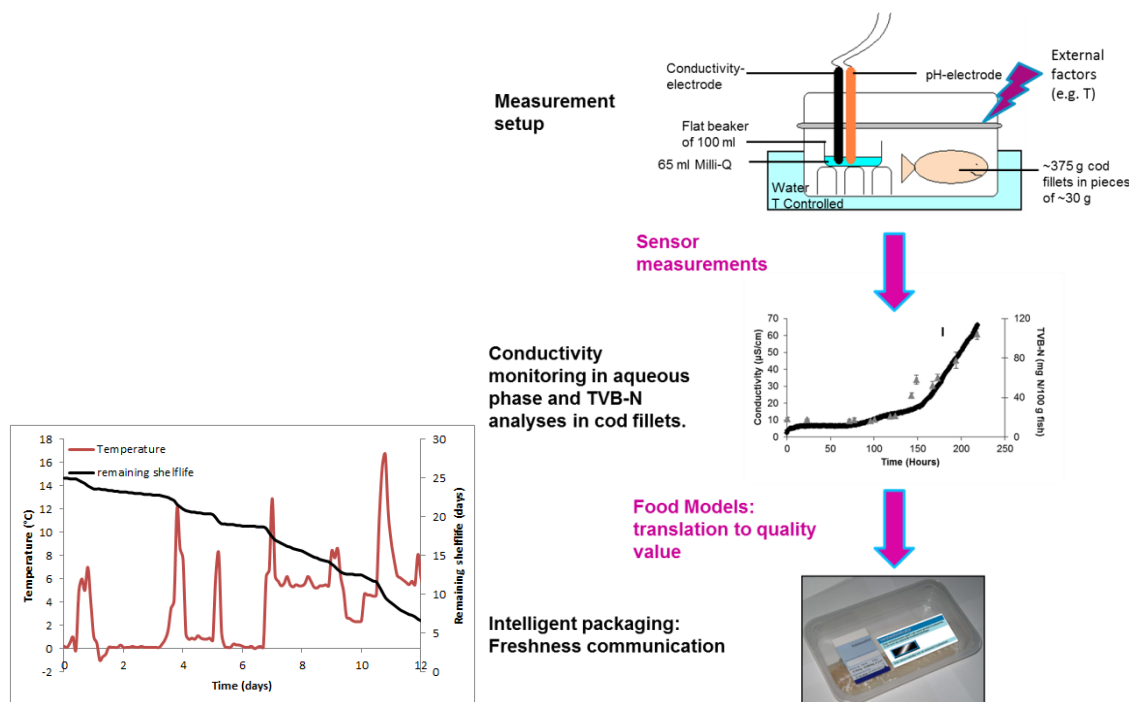 Measurement
setup
Conductivity-
electrode
pH-electrode
External
factors
(e.g. T)
Flat beaker
of 100 ml
65 ml Milli-Q
Water
T Controlled
~375 g cod
fillets in pieces
of ~30 g
Sensor
measurements
Conductivity
monitoring in aqueous
phase and TVB-N
analyses in cod fillets.
Conductivity (µS/cm)
70
60
50
40
30
20
10
0
I
120
80
40
0
TVB-N (mg N/100 g fish)
0 50 100 150 200 250
Time (Hours)
Food Models:
translation to quality
value
Intelligent packaging:
Freshness communication
Temperature (°C)
18
16
14
12
10
8
6
4
2
0
-2
Temperature
remaining shelflife
30
25
20
15
10
5
0
Remaining shelflife (days)
0 2 4 6 8 10 12
Time (days)